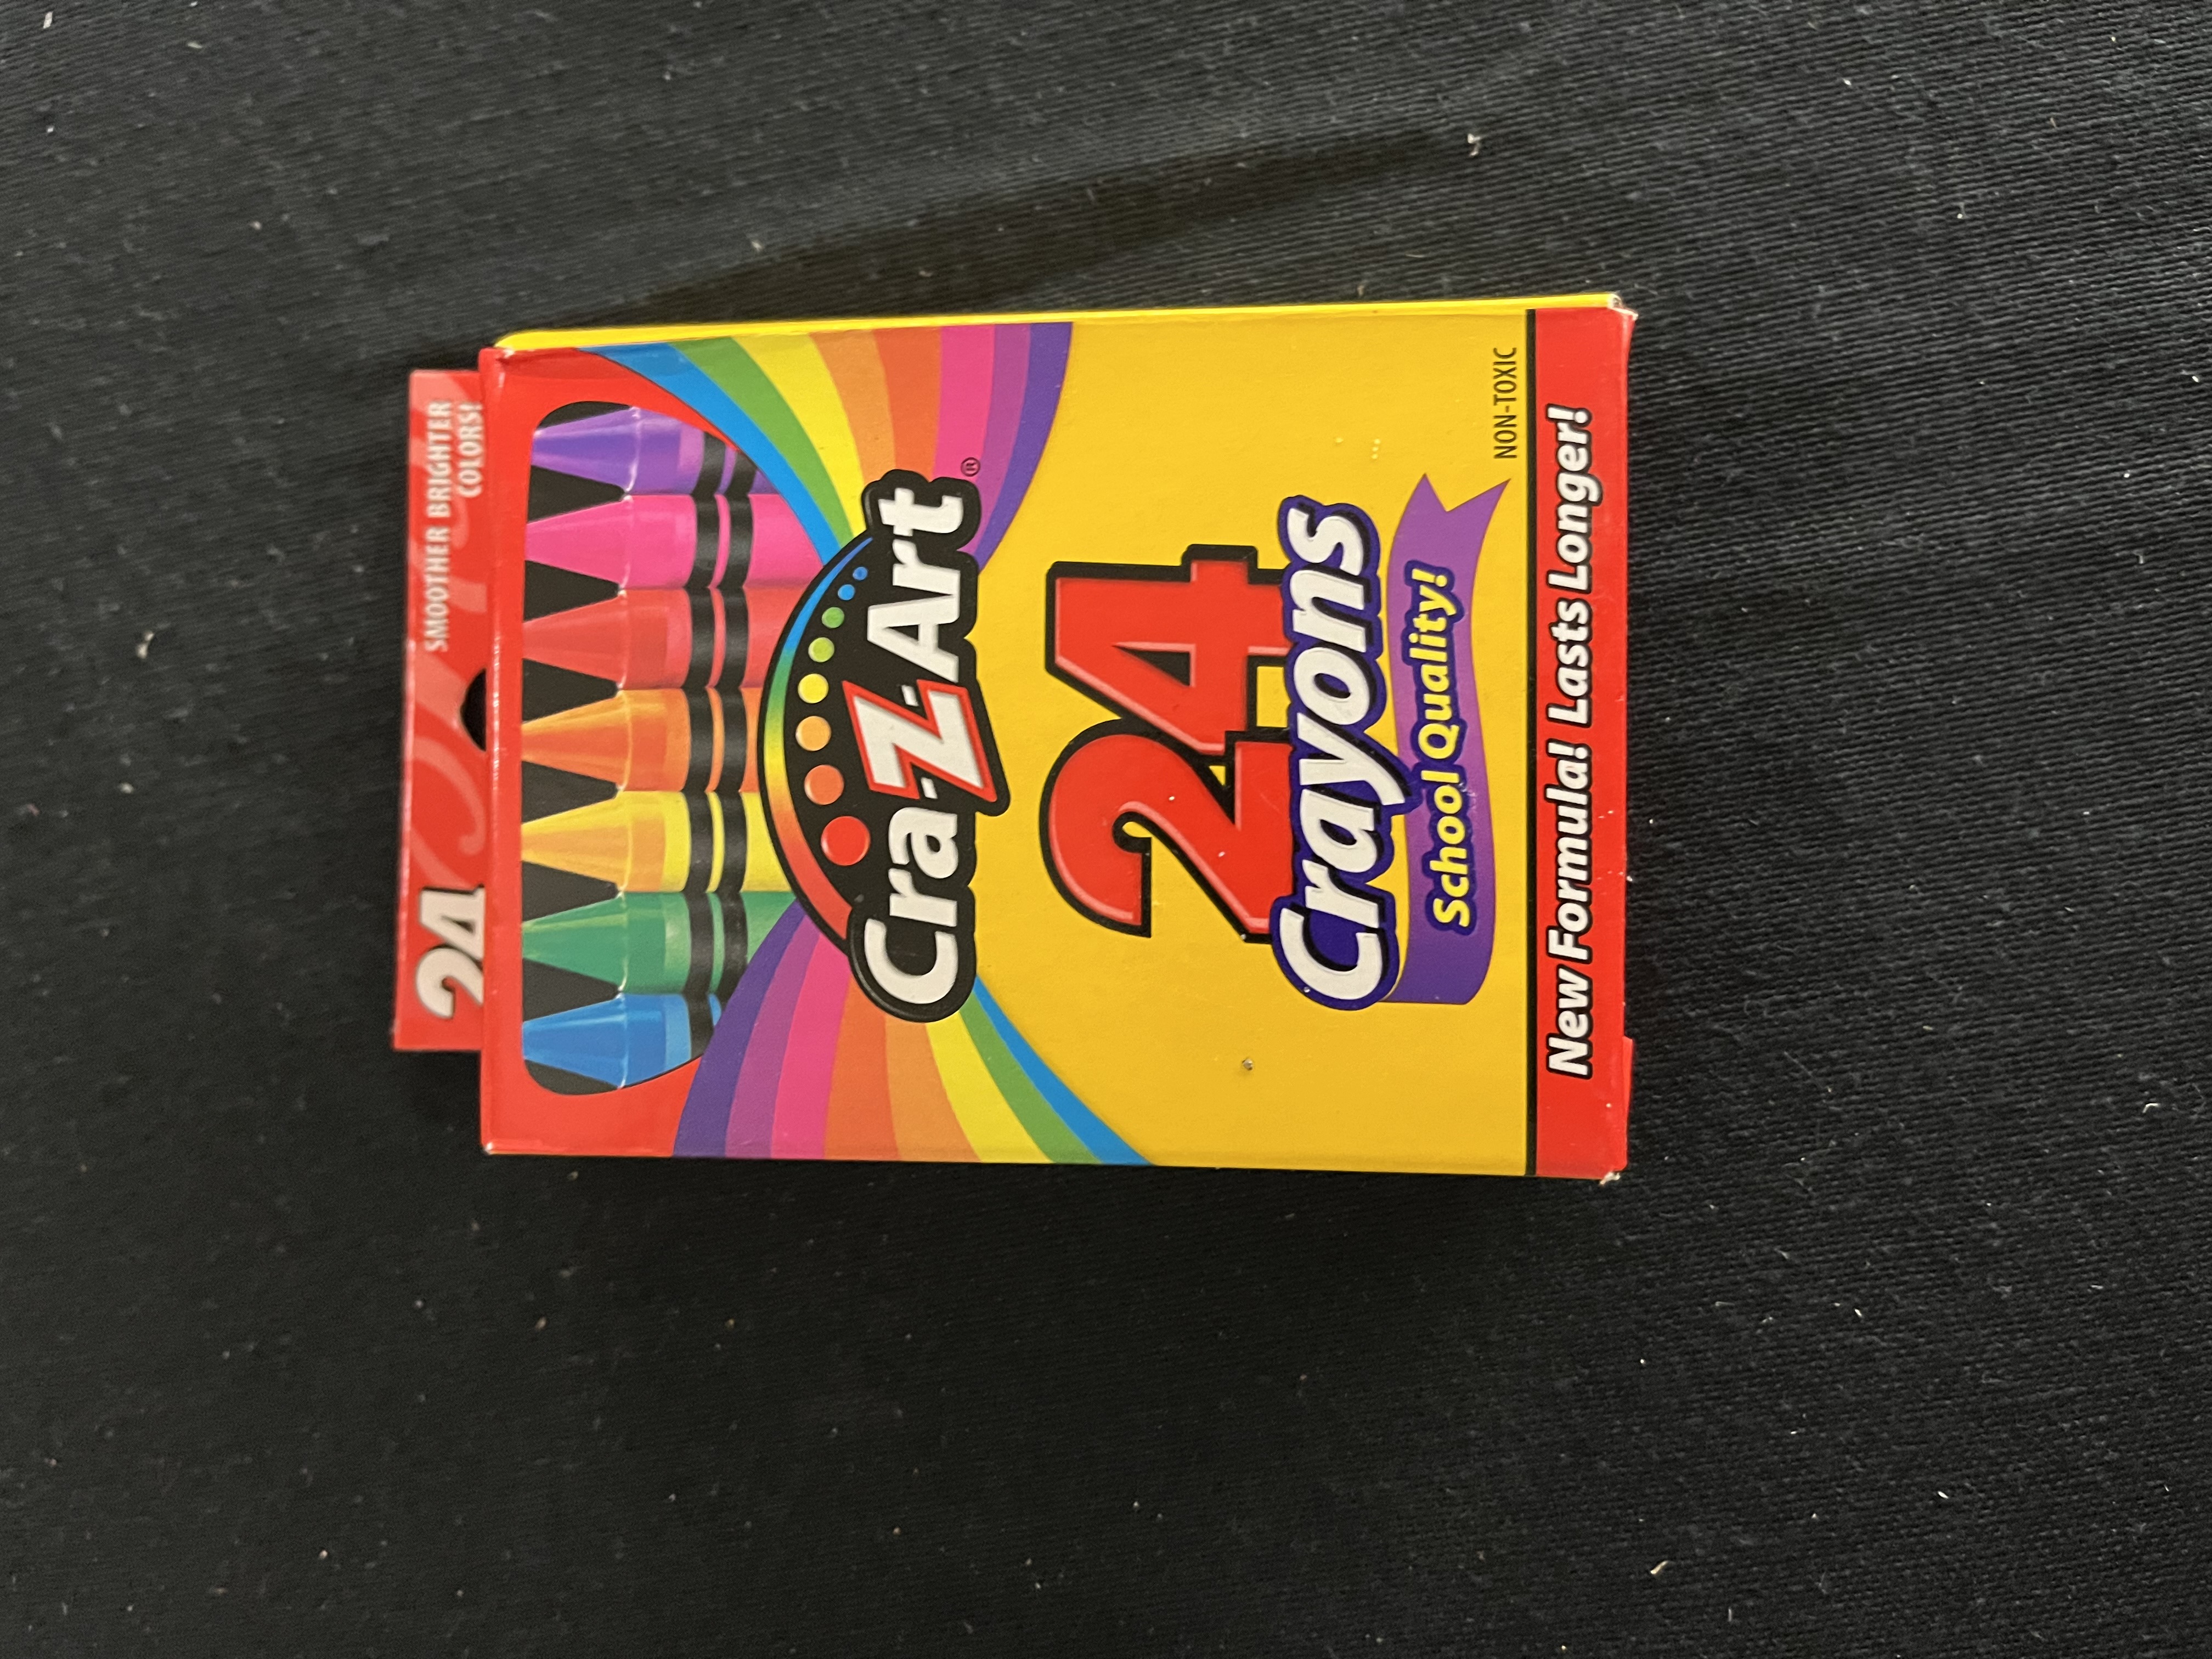 24
SMOOTHER BRIGHTER
COLORS!
Cra-Z-Art®
24
Crayons
School Quality!
NON-TOXIC
New Formula! Lasts Longer!